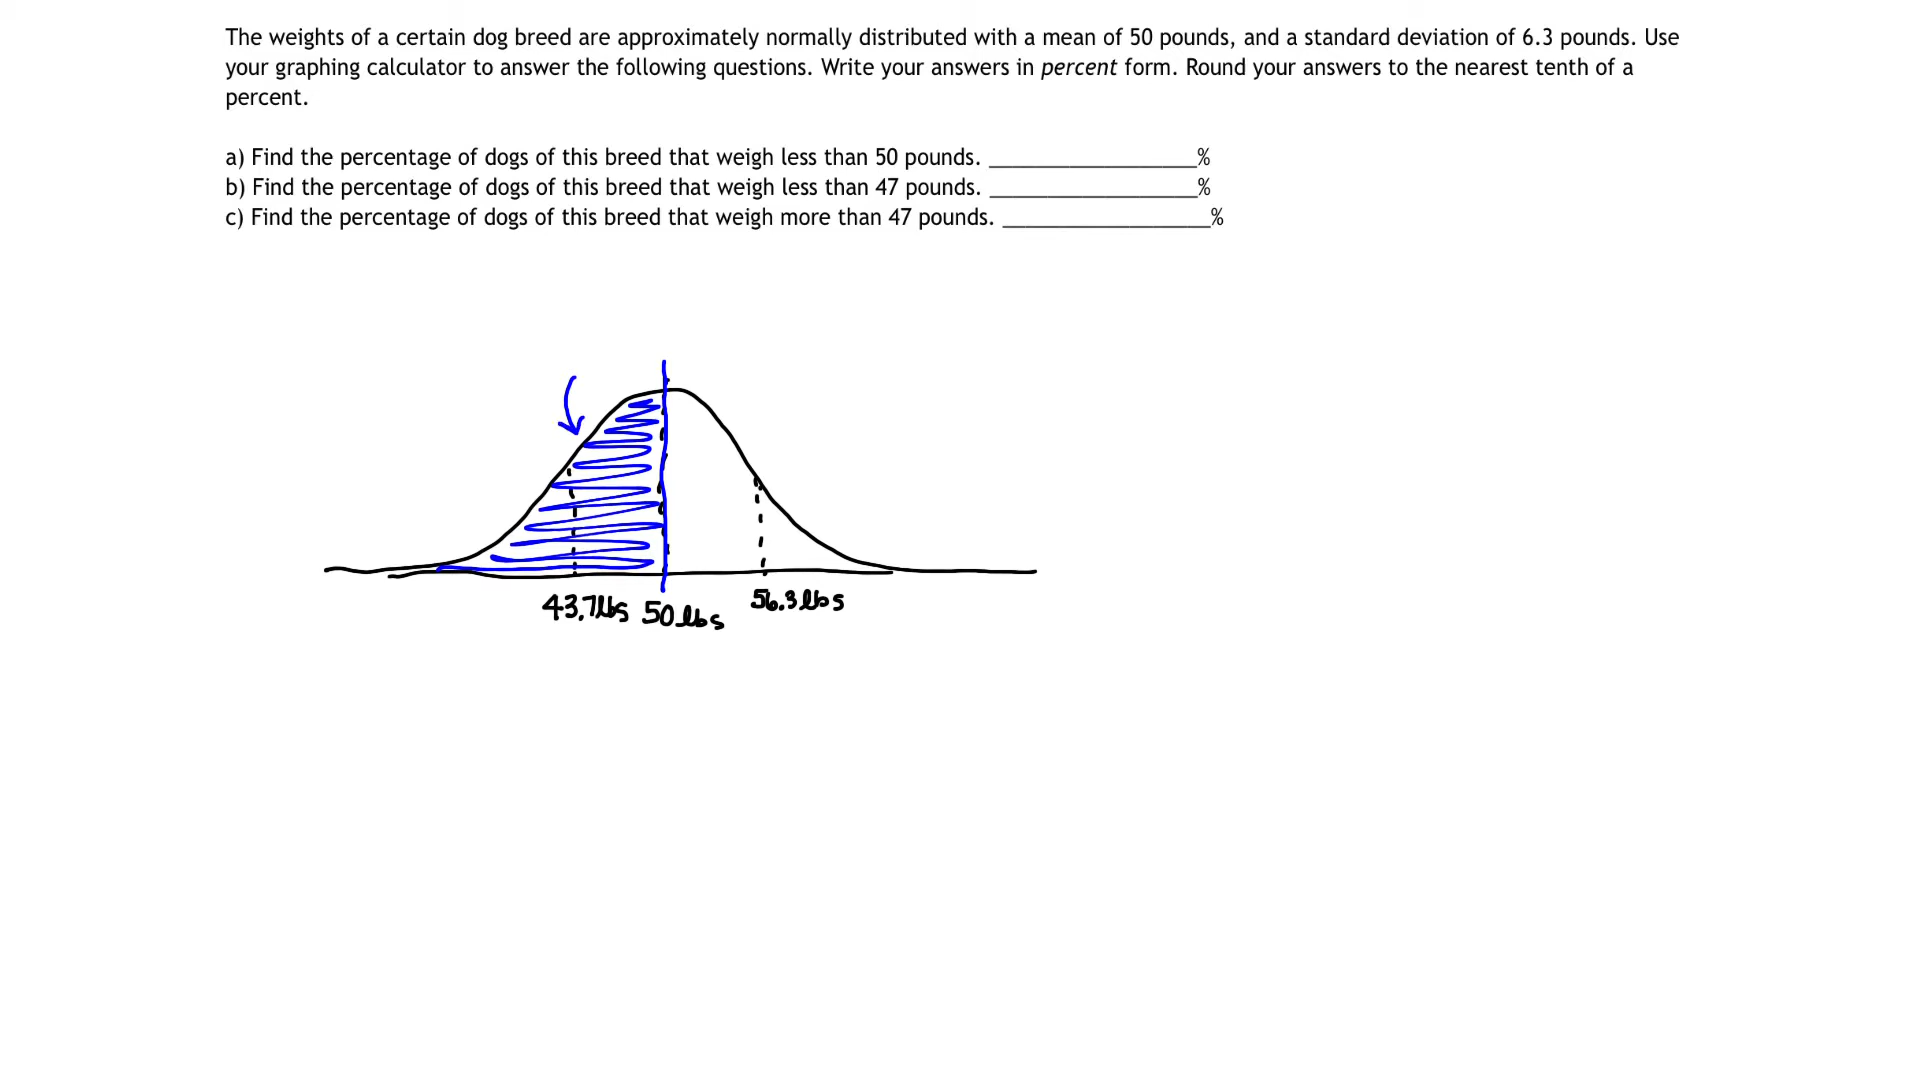 The weights of a certain dog breed are approximately normally distributed with a mean of 50 pounds, and a standard deviation of 6.3 pounds. Use
your graphing calculator to answer the following questions. Write your answers in percent form. Round your answers to the nearest tenth of a
percent.
a) Find the percentage of dogs of this breed that weigh less than 50 pounds. __________________%
b) Find the percentage of dogs of this breed that weigh less than 47 pounds. __________________%
c) Find the percentage of dogs of this breed that weigh more than 47 pounds. __________________%
43.7lbs 50 lbs 56.3 lbs